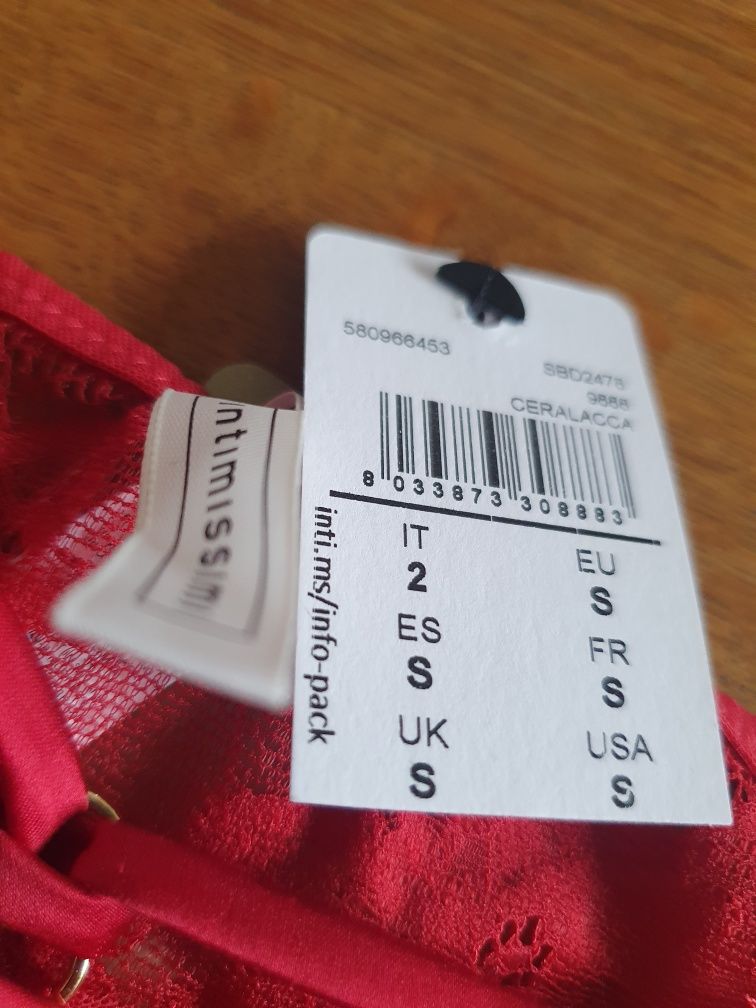 580966453
SBD2478
9888
CERALACCA
8 033873 308883
IT
2
EU
S
ES
S
FR
S
UK
S
USA
S
inti.ms/info-pack
intimissimi